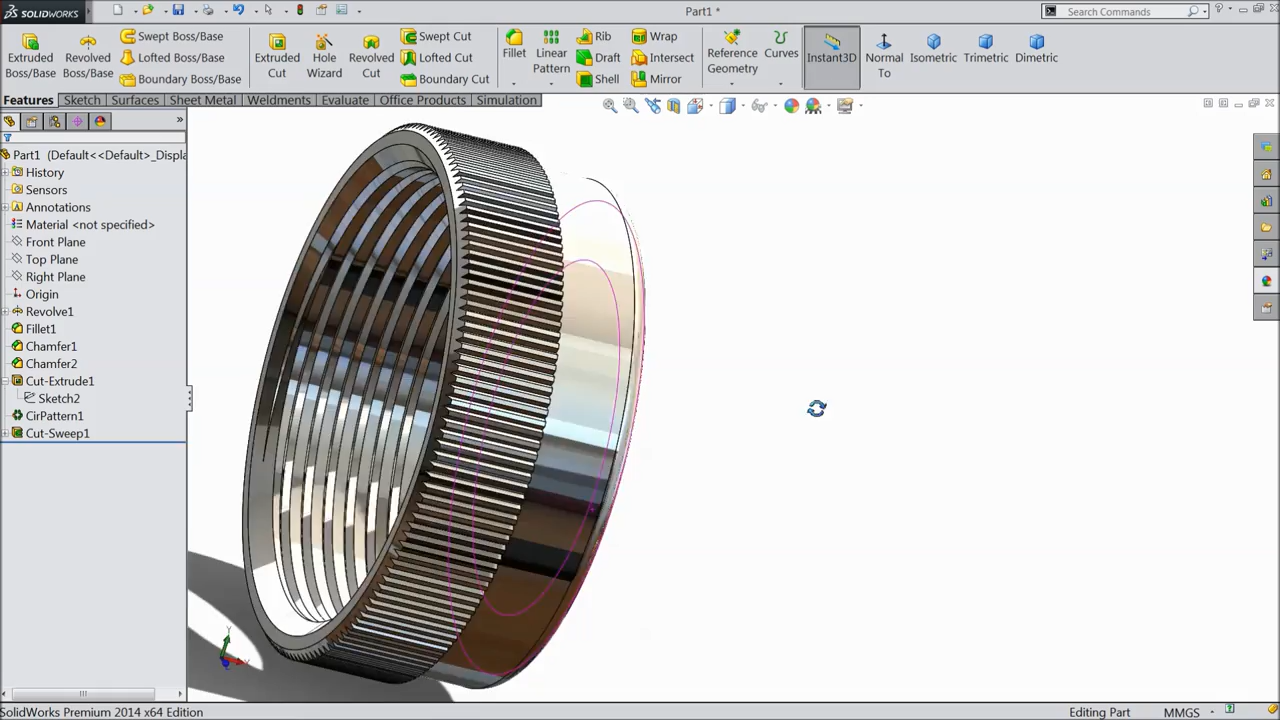 SOLIDWORKS
Part1 *
Search Commands
Extruded Boss/Base
Revolved Boss/Base
Swept Boss/Base
Lofted Boss/Base
Boundary Boss/Base
Extruded Cut
Hole Wizard
Revolved Cut
Swept Cut
Lofted Cut
Boundary Cut
Fillet
Linear Pattern
Rib
Draft
Shell
Wrap
Intersect
Mirror
Reference Geometry
Curves
Instant3D
Normal To
Isometric
Trimetric
Dimetric
Features
Sketch
Surfaces
Sheet Metal
Weldments
Evaluate
Office Products
Simulation
Part1 (Default<<Default>_Displa
History
Sensors
Annotations
Material <not specified>
Front Plane
Top Plane
Right Plane
Origin
Revolve1
Fillet1
Chamfer1
Chamfer2
Cut-Extrude1
Sketch2
CirPattern1
Cut-Sweep1
Y
X
Z
SolidWorks Premium 2014 x64 Edition
Editing Part
MMGS